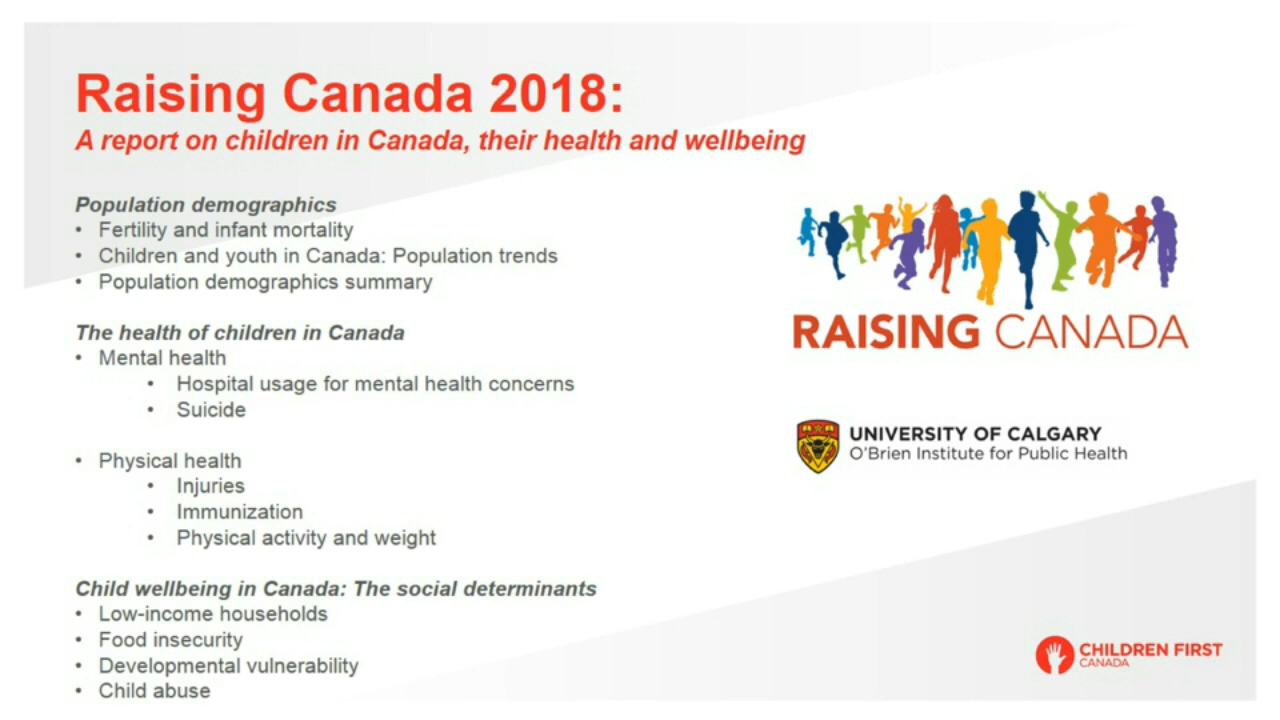 Raising Canada 2018:
A report on children in Canada, their health and wellbeing
Population demographics
• Fertility and infant mortality
• Children and youth in Canada: Population trends
• Population demographics summary
The health of children in Canada
• Mental health
• Hospital usage for mental health concerns
• Suicide
• Physical health
• Injuries
• Immunization
• Physical activity and weight
Child wellbeing in Canada: The social determinants
• Low-income households
• Food insecurity
• Developmental vulnerability
• Child abuse
RAISING CANADA
UNIVERSITY OF CALGARY
O'Brien Institute for Public Health
CHILDREN FIRST
CANADA